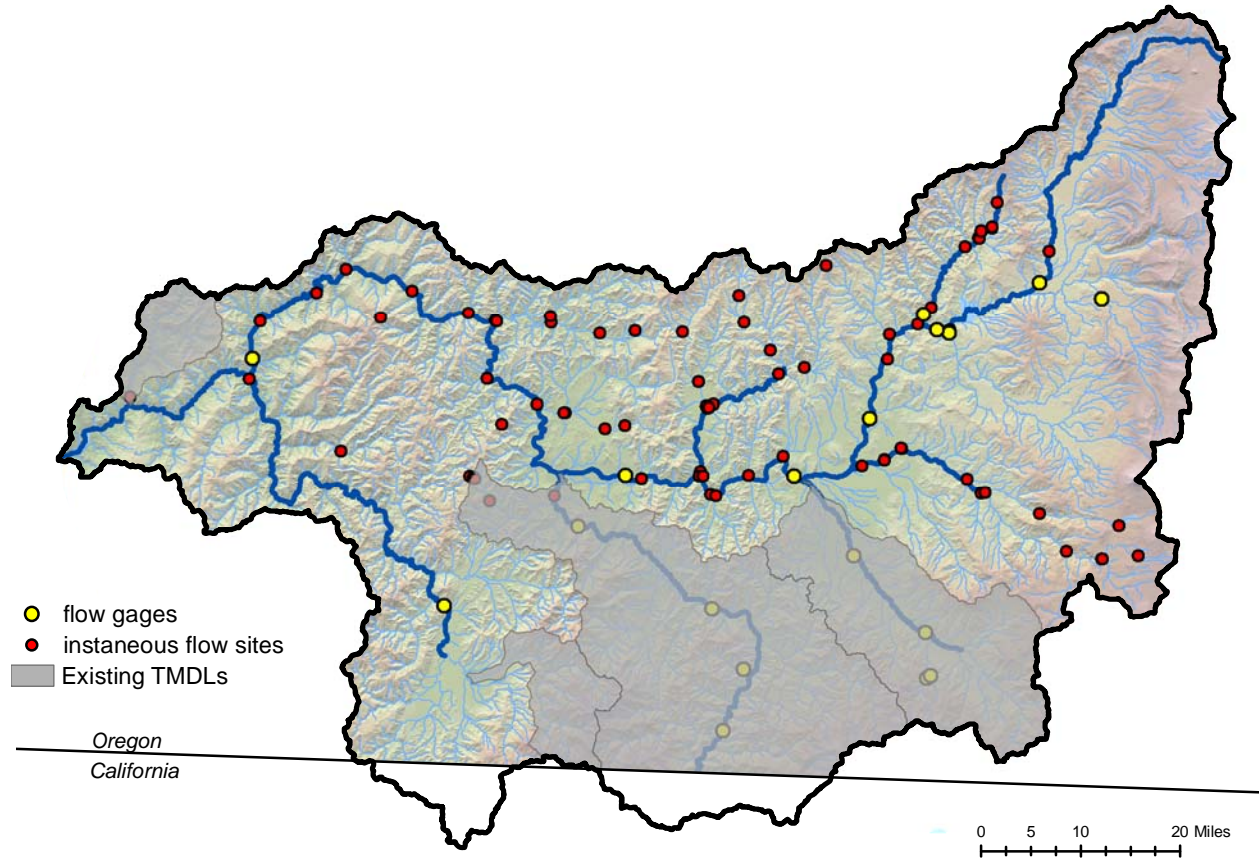 flow gages
instaneous flow sites
Existing TMDLs
Oregon
California
0 5 10 20 Miles